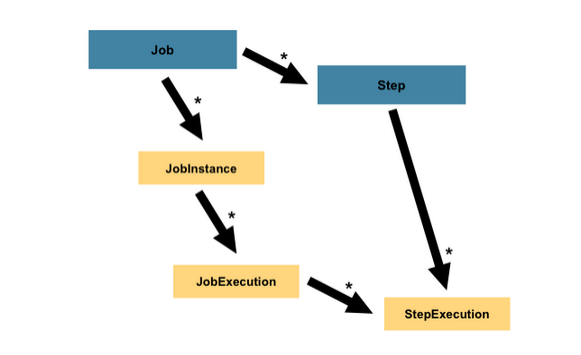 Job
*
Step
*
JobInstance
*
*
JobExecution
*
StepExecution